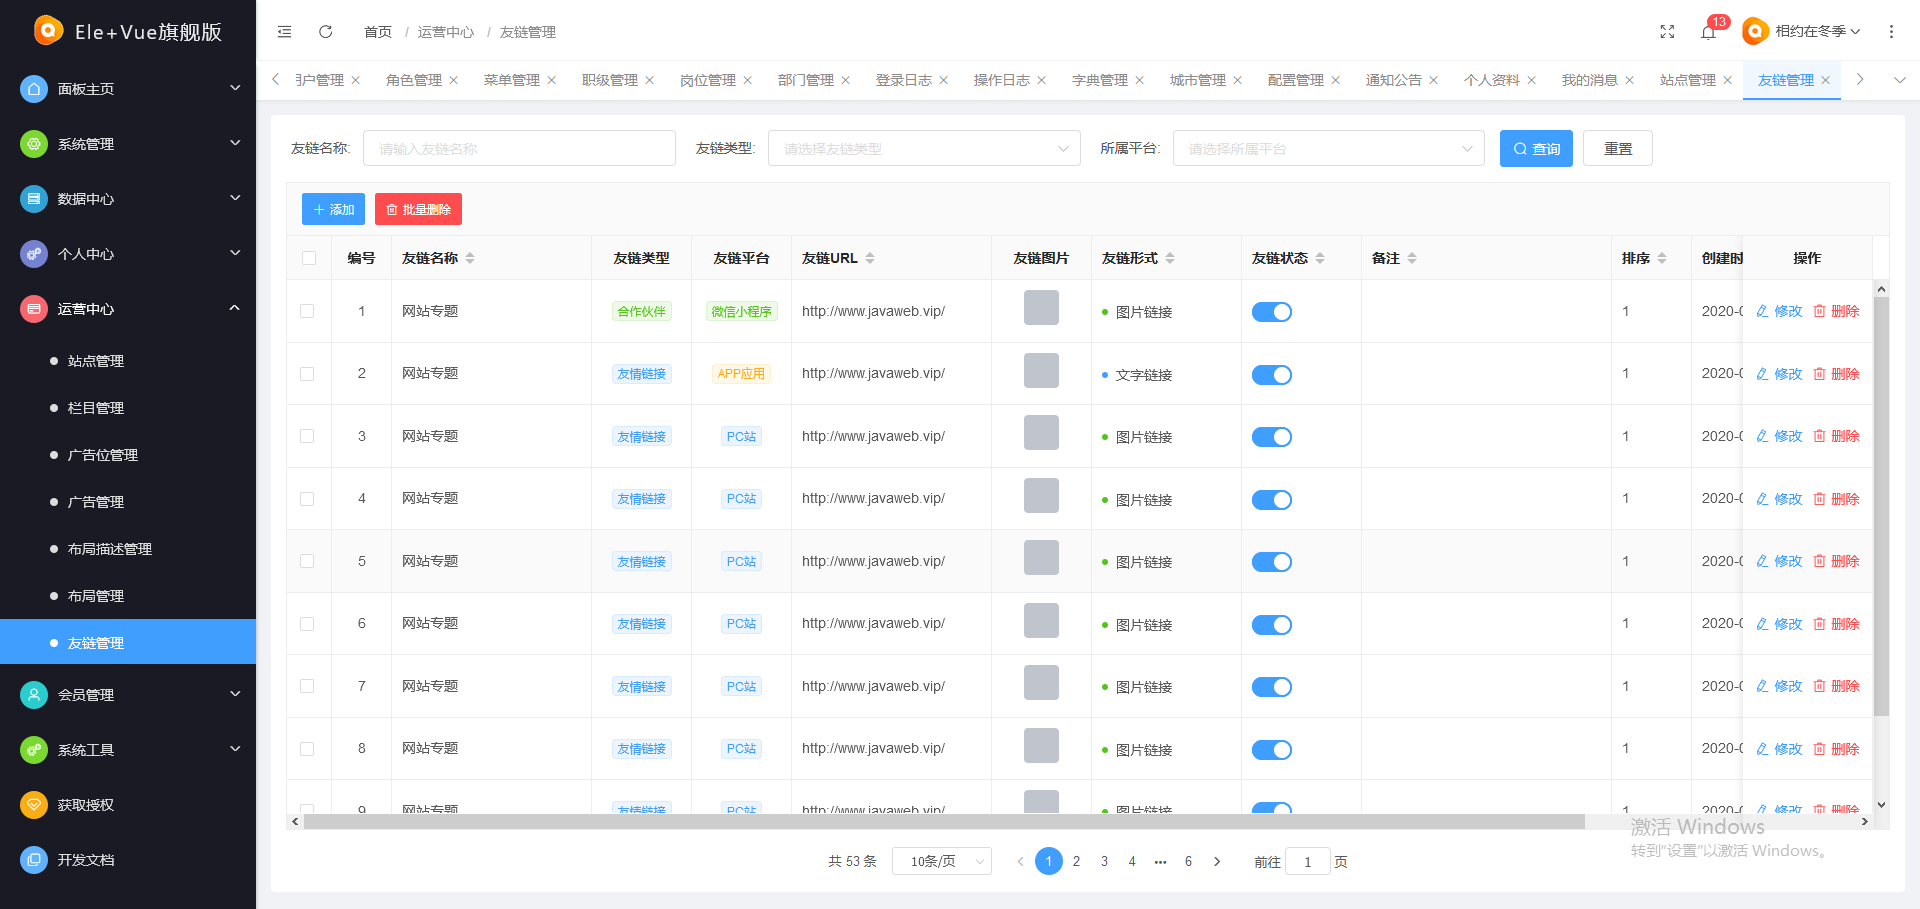 Ele+Vue旗舰版
面板主页
系统管理
数据中心
个人中心
运营中心
站点管理
栏目管理
广告位管理
广告管理
布局描述管理
布局管理
友链管理
会员管理
系统工具
获取授权
开发文档
首页 / 运营中心 / 友链管理
13
相约在冬季
户管理 角色管理 菜单管理 职级管理 岗位管理 部门管理 登录日志 操作日志 字典管理 城市管理 配置管理 通知公告 个人资料 我的消息 站点管理 友链管理
友链名称: 请输入友链名称 友链类型: 请选择友链类型 所属平台: 请选择所属平台 查询 重置
添加 批量删除
编号 友链名称 友链类型 友链平台 友链URL 友链图片 友链形式 友链状态 备注 排序 创建时 操作
1 网站专题 合作伙伴 微信小程序 http://www.javaweb.vip/ 图片链接 1 2020-0 修改 删除
2 网站专题 友情链接 APP应用 http://www.javaweb.vip/ 文字链接 1 2020-0 修改 删除
3 网站专题 友情链接 PC站 http://www.javaweb.vip/ 图片链接 1 2020-0 修改 删除
4 网站专题 友情链接 PC站 http://www.javaweb.vip/ 图片链接 1 2020-0 修改 删除
5 网站专题 友情链接 PC站 http://www.javaweb.vip/ 图片链接 1 2020-0 修改 删除
6 网站专题 友情链接 PC站 http://www.javaweb.vip/ 图片链接 1 2020-0 修改 删除
7 网站专题 友情链接 PC站 http://www.javaweb.vip/ 图片链接 1 2020-0 修改 删除
8 网站专题 友情链接 PC站 http://www.javaweb.vip/ 图片链接 1 2020-0 修改 删除
9 网站专题 友情链接 PC站 http://www.javaweb.vip/ 图片链接 1 2020-0 修改 删除
激活 Windows
转到"设置"以激活 Windows。
共 53 条 10条/页 1 2 3 4 ••• 6 前往 1 页